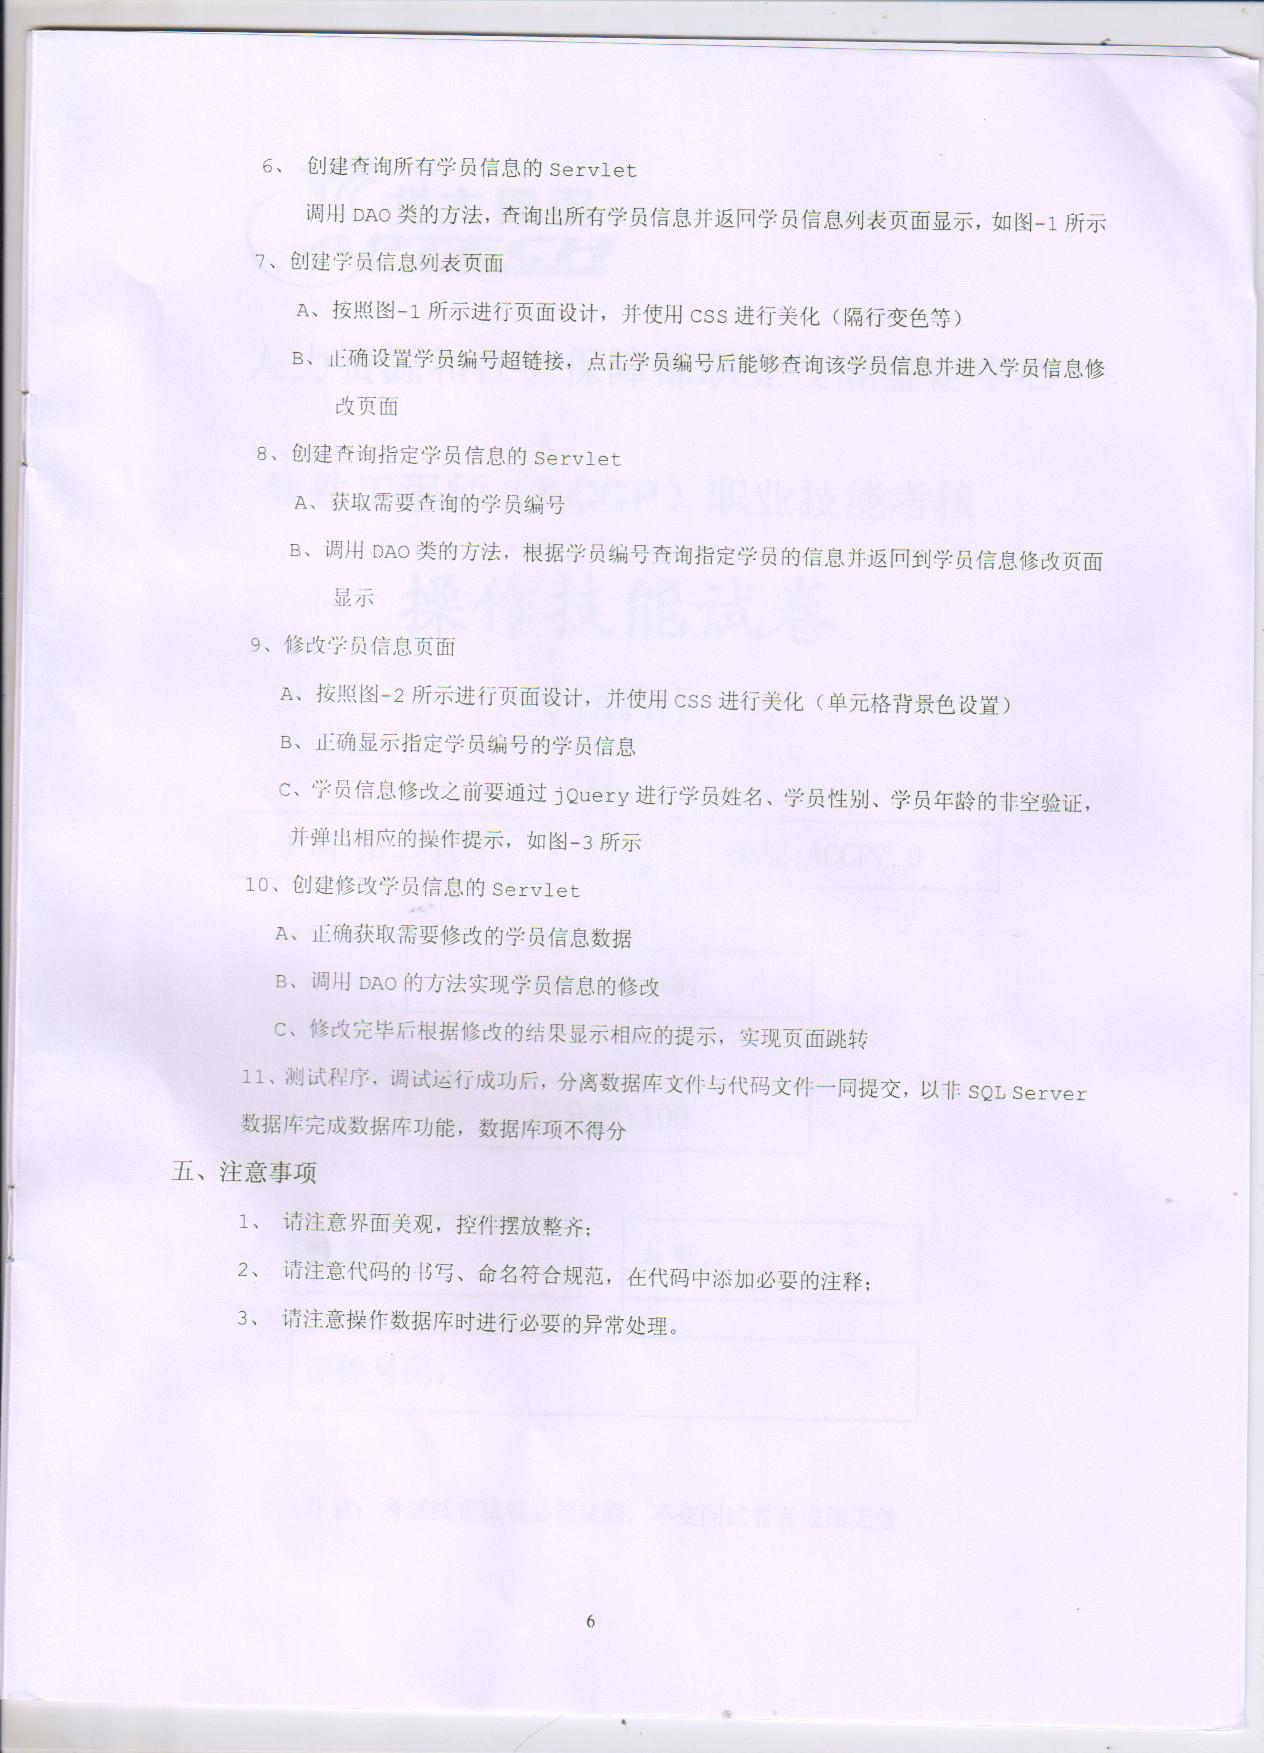 6、 创建查询所有学员信息的 Servlet
调用 DAO 类的方法，查询出所有学员信息并返回学员信息列表页面显示，如图-1 所示
7、创建学员信息列表页面
A、按照图-1 所示进行页面设计，并使用 CSS 进行美化（隔行变色等）
B、正确设置学员编号超链接，点击学员编号后能够查询该学员信息并进入学员信息修
改页面
8、创建查询指定学员信息的 Servlet
A、获取需要查询的学员编号
B、调用 DAO 类的方法，根据学员编号查询指定学员的信息并返回到学员信息修改页面
显示
9、修改学员信息页面
A、按照图-2 所示进行页面设计，并使用 CSS 进行美化（单元格背景色设置）
B、正确显示指定学员编号的学员信息
C、学员信息修改之前要通过 jQuery 进行学员姓名、学员性别、学员年龄的非空验证，
并弹出相应的操作提示，如图-3 所示
10、创建修改学员信息的 Servlet
A、正确获取需要修改的学员信息数据
B、调用 DAO 的方法实现学员信息的修改
C、修改完毕后根据修改的结果显示相应的提示，实现页面跳转
11、测试程序，调试运行成功后，分离数据库文件与代码文件一同提交，以非 SQL Server
数据库完成数据库功能，数据库项不得分
五、注意事项
1、 请注意界面美观，控件摆放整齐；
2、 请注意代码的书写、命名符合规范，在代码中添加必要的注释；
3、 请注意操作数据库时进行必要的异常处理。
6